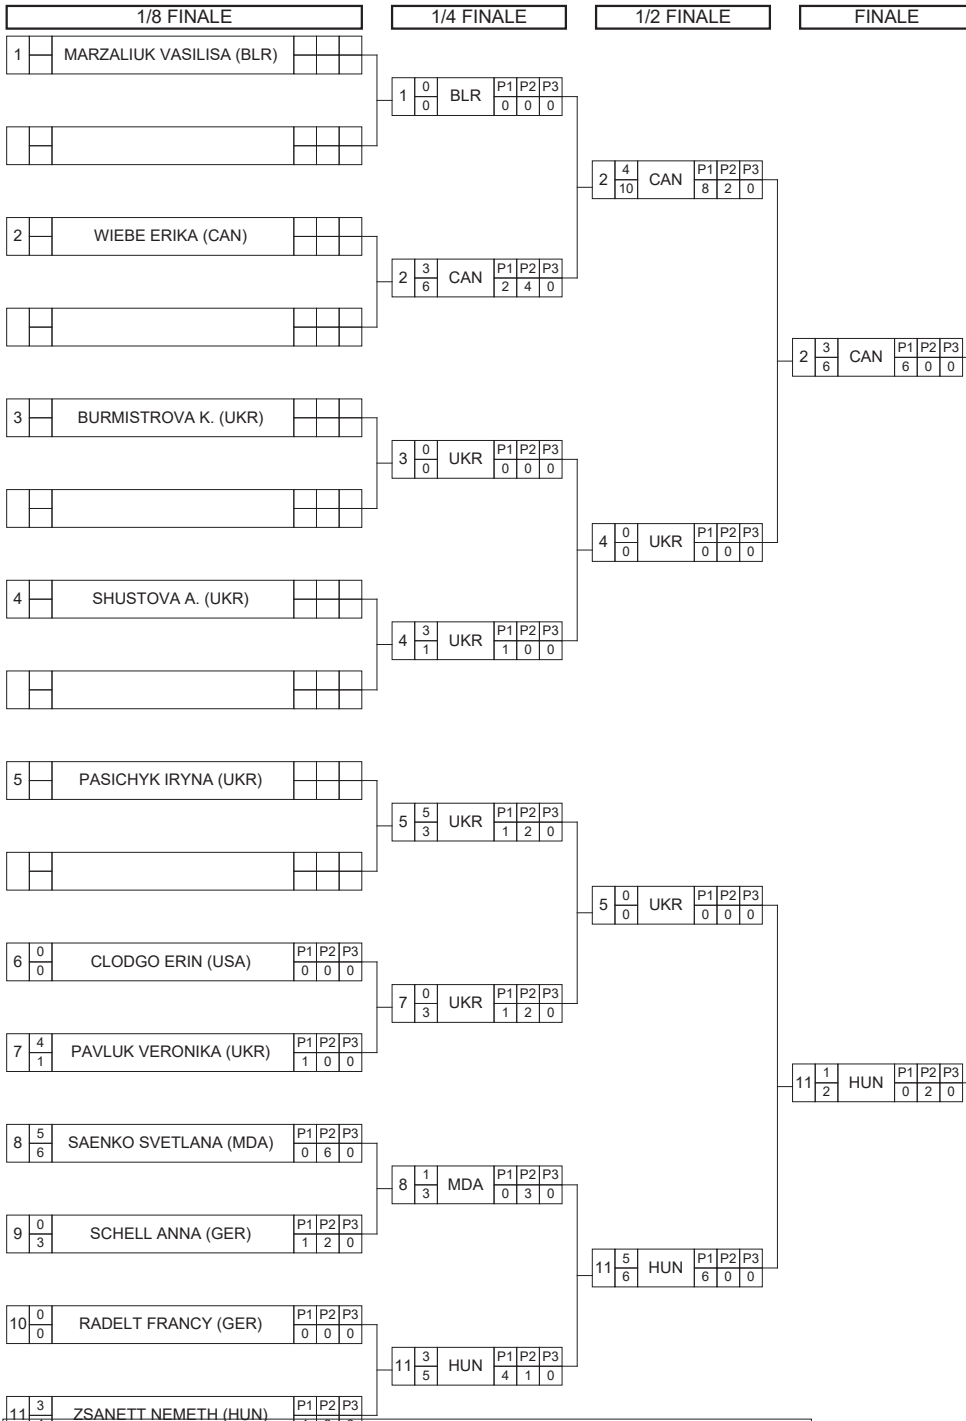 1/8 FINALE 1/4 FINALE 1/2 FINALE FINALE
1 MARZALIUK VASILISA (BLR)
1 0 0 BLR P1 P2 P3 0 0 0
2 4 10 CAN P1 P2 P3 8 2 0
2 WIEBE ERIKA (CAN)
2 3 6 CAN P1 P2 P3 2 4 0
2 3 6 CAN P1 P2 P3 6 0 0
3 BURMISTROVA K. (UKR)
3 0 0 UKR P1 P2 P3 0 0 0
4 0 0 UKR P1 P2 P3 0 0 0
4 SHUSTOVA A. (UKR)
4 3 1 UKR P1 P2 P3 1 0 0
5 PASICHYK IRYNA (UKR)
5 5 3 UKR P1 P2 P3 1 2 0
5 0 0 UKR P1 P2 P3 0 0 0
6 0 0 CLODGO ERIN (USA) P1 P2 P3 0 0 0
7 0 3 UKR P1 P2 P3 1 2 0
7 4 1 PAVLUK VERONIKA (UKR) P1 P2 P3 1 0 0
11 1 2 HUN P1 P2 P3 0 2 0
8 5 6 SAENKO SVETLANA (MDA) P1 P2 P3 0 6 0
8 1 3 MDA P1 P2 P3 0 3 0
9 0 3 SCHELL ANNA (GER) P1 P2 P3 1 2 0
11 5 6 HUN P1 P2 P3 6 0 0
10 0 0 RADELT FRANCY (GER) P1 P2 P3 0 0 0
11 3 5 HUN P1 P2 P3 4 1 0
11 3 ZSANETT NEMETH (HUN) P1 P2 P3